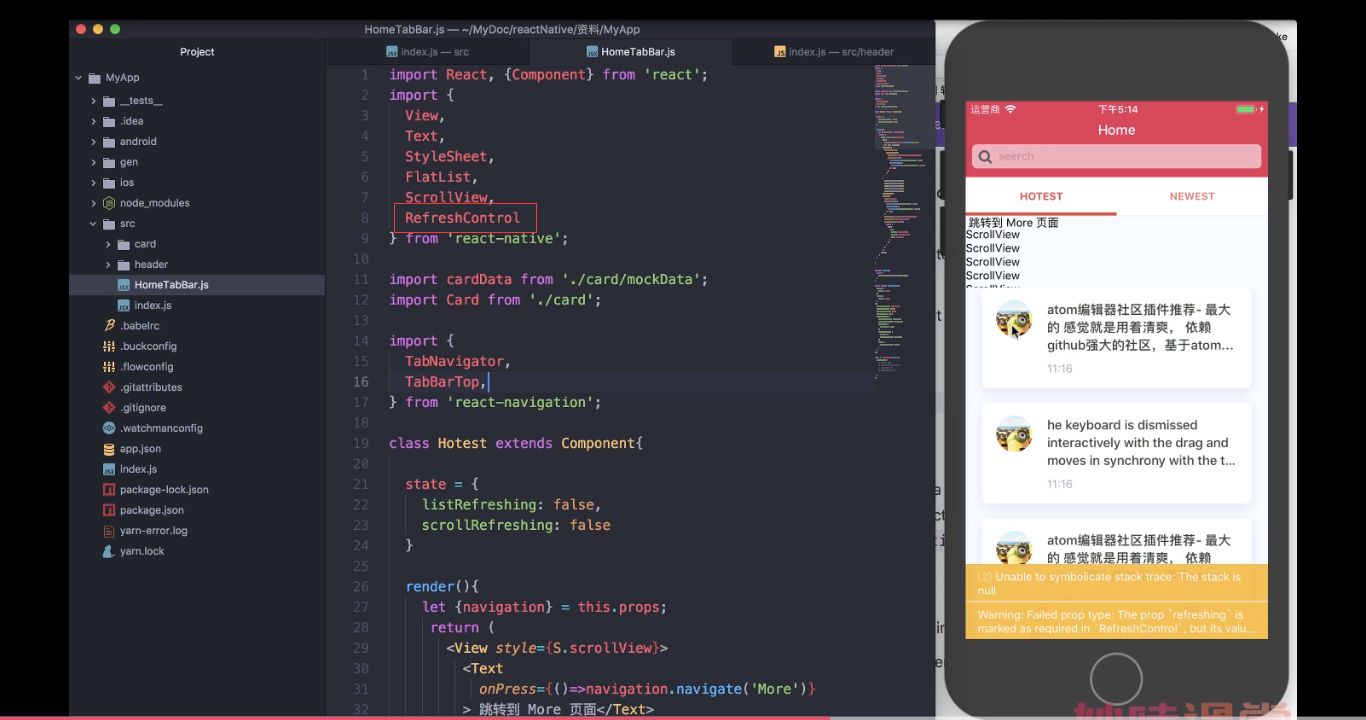 HomeTabBar.js — ~/MyDoc/reactNative/资料/MyApp
Project
MyApp
__tests__
.idea
android
gen
ios
node_modules
src
card
header
HomeTabBar.js
index.js
.babelrc
.buckconfig
.flowconfig
.gitattributes
.gitignore
.watchmanconfig
app.json
index.js
package-lock.json
package.json
yarn-error.log
yarn.lock
index.js — src
HomeTabBar.js
index.js — src/header
1 import React, {Component} from 'react';
2 import {
3 View,
4 Text,
5 StyleSheet,
6 FlatList,
7 ScrollView,
8 RefreshControl
9 } from 'react-native';
10
11 import cardData from './card/mockData';
12 import Card from './card';
13
14 import {
15 TabNavigator,
16 TabBarTop,
17 } from 'react-navigation';
18
19 class Hotest extends Component{
20
21 state = {
22 listRefreshing: false,
23 scrollRefreshing: false
24 }
25
26 render(){
27 let {navigation} = this.props;
28 return (
29 <View style={S.scrollView}>
30 <Text
31 onPress={()=>navigation.navigate('More')}
32 > 跳转到 More 页面</Text>
运营商
下午5:14
Home
seerch
HOTEST
NEWEST
跳转到 More 页面
ScrollView
ScrollView
ScrollView
ScrollView
ScrollView
atom编辑器社区插件推荐- 最大
的 感觉就是用着清爽， 依赖
github强大的社区，基于atom...
11:16
he keyboard is dismissed
interactively with the drag and
moves in synchrony with the t...
11:16
atom编辑器社区插件推荐- 最大
的 感觉就是用着清爽， 依赖
(2) Unable to symbolicate stack trace: The stack is
null
Warning: Failed prop type: The prop `refreshing` is
marked as required in `RefreshControl`, but its valu...